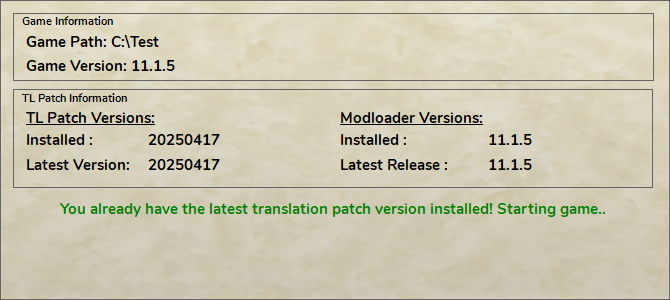 Game Information
Game Path: C:\Test
Game Version: 11.1.5
TL Patch Information
TL Patch Versions: Modloader Versions:
Installed : 20250417 Installed : 11.1.5
Latest Version: 20250417 Latest Release : 11.1.5
You already have the latest translation patch version installed! Starting game..